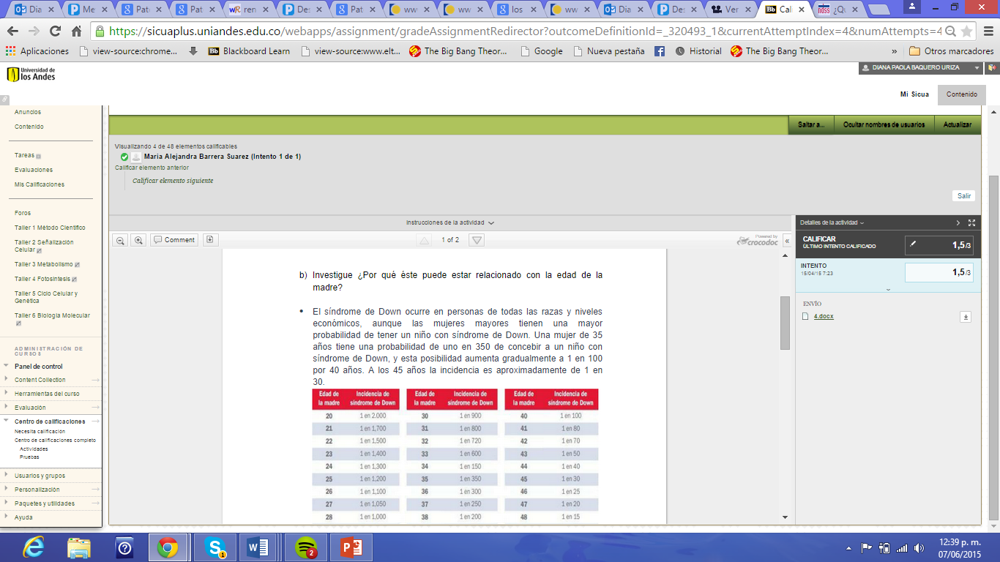 Dia
Me
Pat
Pat
wR ren
Des
Pat
ww
ww
los
ww
Dia
Des
Ver
Bb Cal
ndss ¿Qu
https://sicuaplus.uniandes.edu.co/webapps/assignment/gradeAssignmentRedirector?outcomeDefinitionId=_320493_1&currentAttemptIndex=4&numAttempts=4
Aplicaciones view-source:chrome... Bb Blackboard Learn view-source:www.elt... The Big Bang Theor... Google Nueva pestaña Historial The Big Bang Theor... » Otros marcadores
Universidad de
los Andes
DIANA PAOLA BAQUERO URIZA
Mi Sicua Contenido
Anuncios
Contenido
Tareas
Evaluaciones
Mis Calificaciones
Foros
Taller 1 Método Científico
Taller 2 Señalización
Celular
Taller 3 Metabolismo
Taller 4 Fotosíntesis
Taller 5 Ciclo Celular y
Genética
Taller 6 Biología Molecular
ADMINISTRACIÓN DE
CURSOS
Panel de control
Content Collection
Herramientas del curso
Evaluación
Centro de calificaciones
Necesita calificación
Centro de calificaciones completo
Actividades
Pruebas
Usuarios y grupos
Personalización
Paquetes y utilidades
Ayuda
Saltar a... Ocultar nombres de usuarios Actualizar
Visualizando 4 de 48 elementos calificables
Maria Alejandra Barrera Suarez (Intento 1 de 1)
Calificar elemento anterior
Calificar elemento siguiente
Salir
Instrucciones de la actividad
Comment 1 of 2 Powered by crocodoc «
b) Investigue ¿Por qué éste puede estar relacionado con la edad de la
madre?
• El síndrome de Down ocurre en personas de todas las razas y niveles
económicos, aunque las mujeres mayores tienen una mayor
probabilidad de tener un niño con síndrome de Down. Una mujer de 35
años tiene una probabilidad de uno en 350 de concebir a un niño con
síndrome de Down, y esta posibilidad aumenta gradualmente a 1 en 100
por 40 años. A los 45 años la incidencia es aproximadamente de 1 en
30.
Edad de la madre Incidencia de síndrome de Down Edad de la madre Incidencia de síndrome de Down Edad de la madre Incidencia de síndrome de Down
20 1 en 2.000 30 1 en 900 40 1 en 100
21 1 en 1,700 31 1 en 800 41 1 en 80
22 1 en 1,500 32 1 en 720 42 1 en 70
23 1 en 1,400 33 1 en 600 43 1 en 50
24 1 en 1,300 34 1 en 150 44 1 en 40
25 1 en 1,200 35 1 en 350 45 1 en 30
26 1 en 1,100 36 1 en 300 46 1 en 25
27 1 en 1.050 37 1 en 250 47 1 en 20
28 1 en 1.000 38 1 en 200 48 1 en 15
Detalles de la actividad
CALIFICAR
ÚLTIMO INTENTO CALIFICADO
1,5/3
INTENTO
15/04/15 7:23
1,5/3
ENVÍO
4.docx
12:39 p. m.
07/06/2015